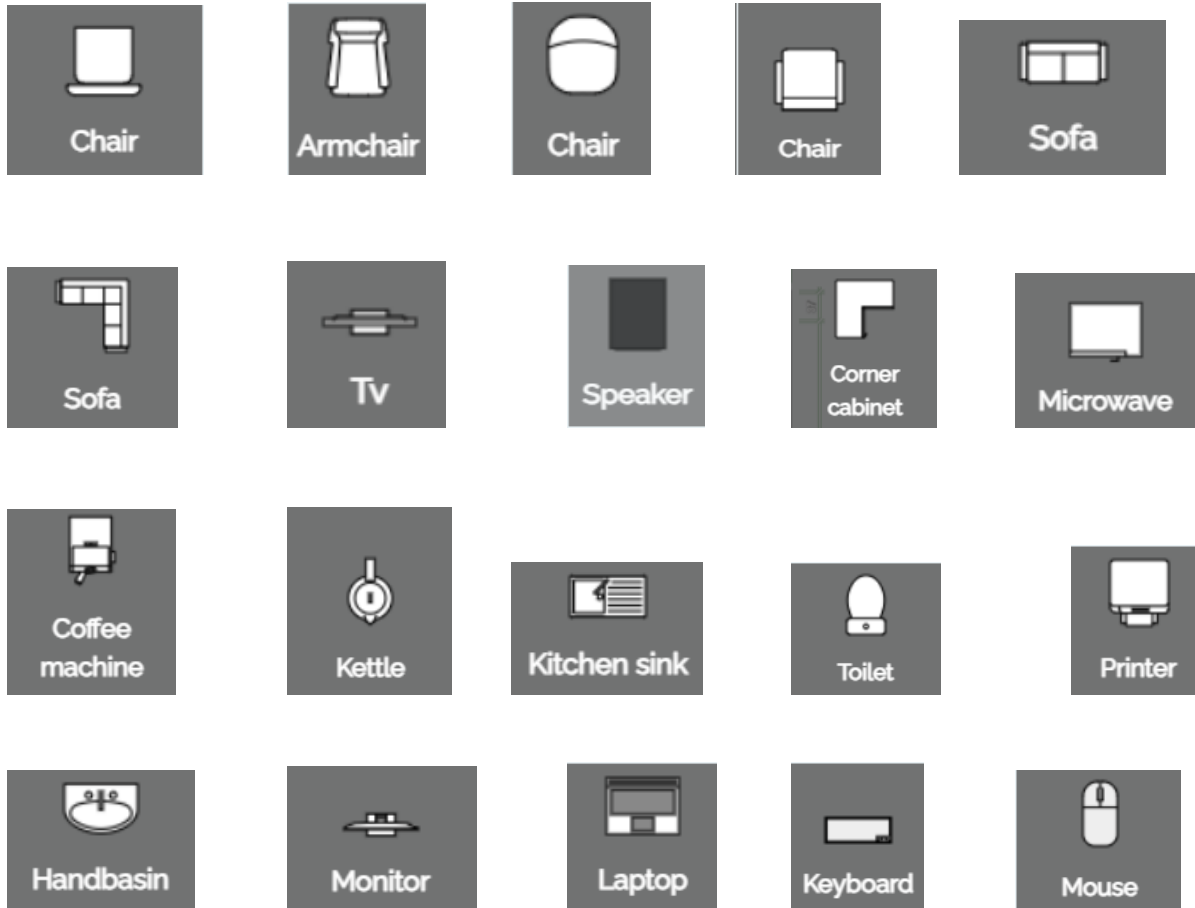 Chair
Armchair
Chair
Chair
Sofa
Sofa
Tv
Speaker
Corner
cabinet
Microwave
Coffee
machine
Kettle
Kitchen sink
Toilet
Printer
Handbasin
Monitor
Laptop
Keyboard
Mouse